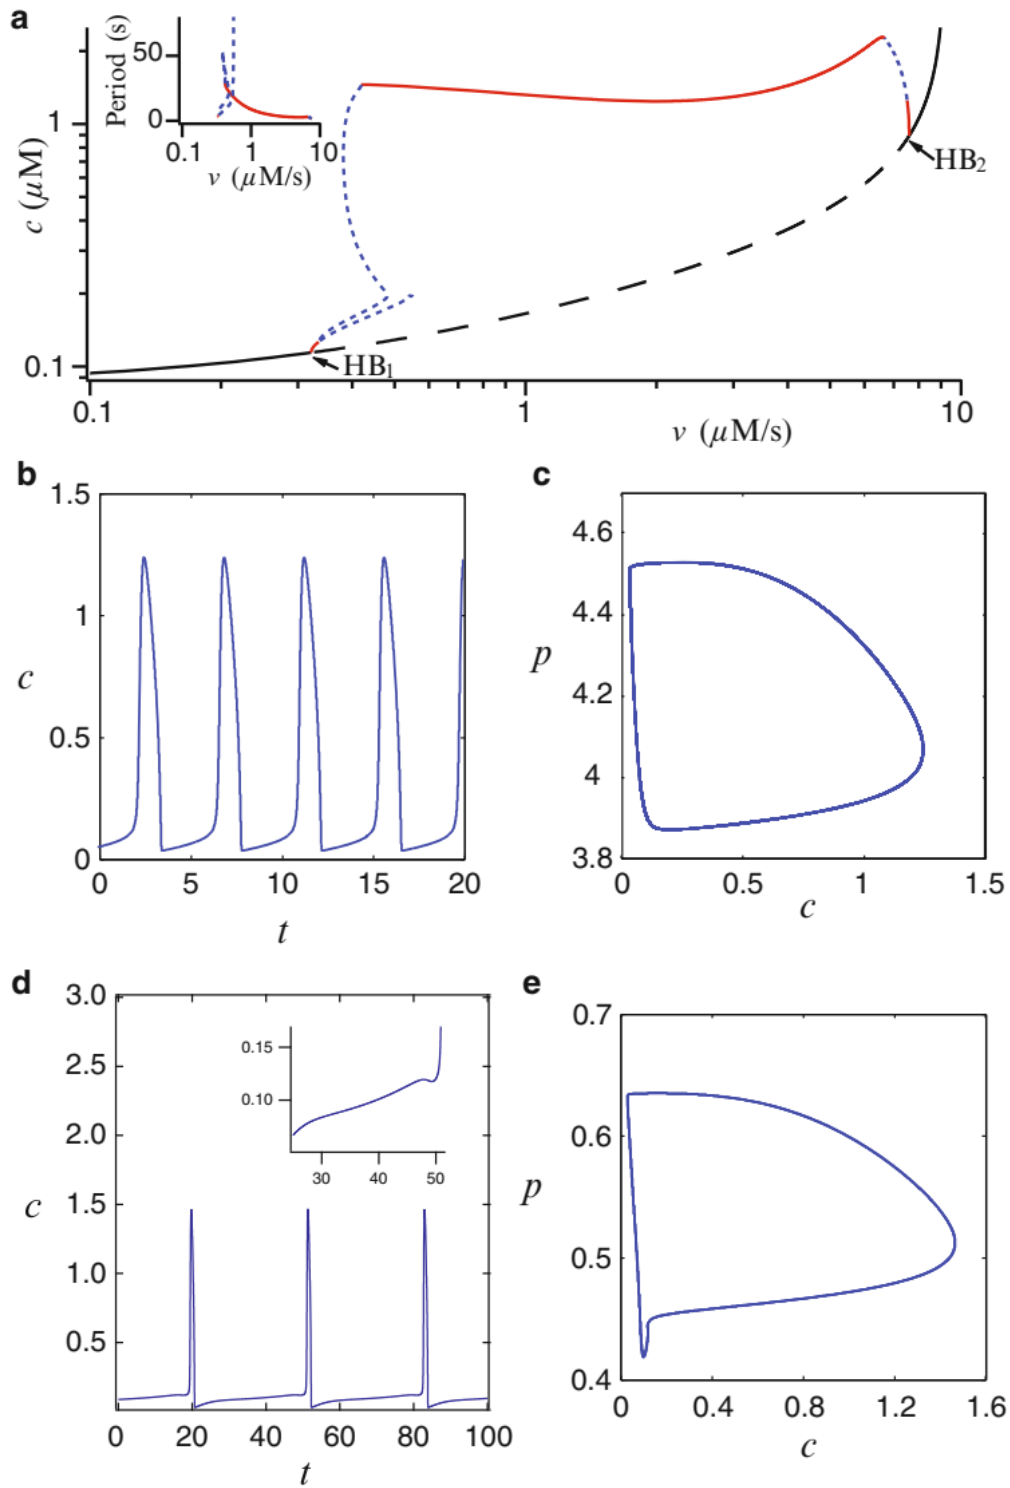 a
Period (s)
50
0
0.1 1 10
v (μM/s)
c (μM)
1
0.1
HB1
HB2
0.1 1 10
v (μM/s)
b
1.5
1
0.5
0
c
0 5 10 15 20
t
c
4.6
4.4
4.2
4
3.8
p
0 0.5 1 1.5
c
d
3.0
2.5
2.0
1.5
1.0
0.5
c
0.15
0.10
30 40 50
0 20 40 60 80 100
t
e
0.7
0.6
0.5
0.4
p
0 0.4 0.8 1.2 1.6
c